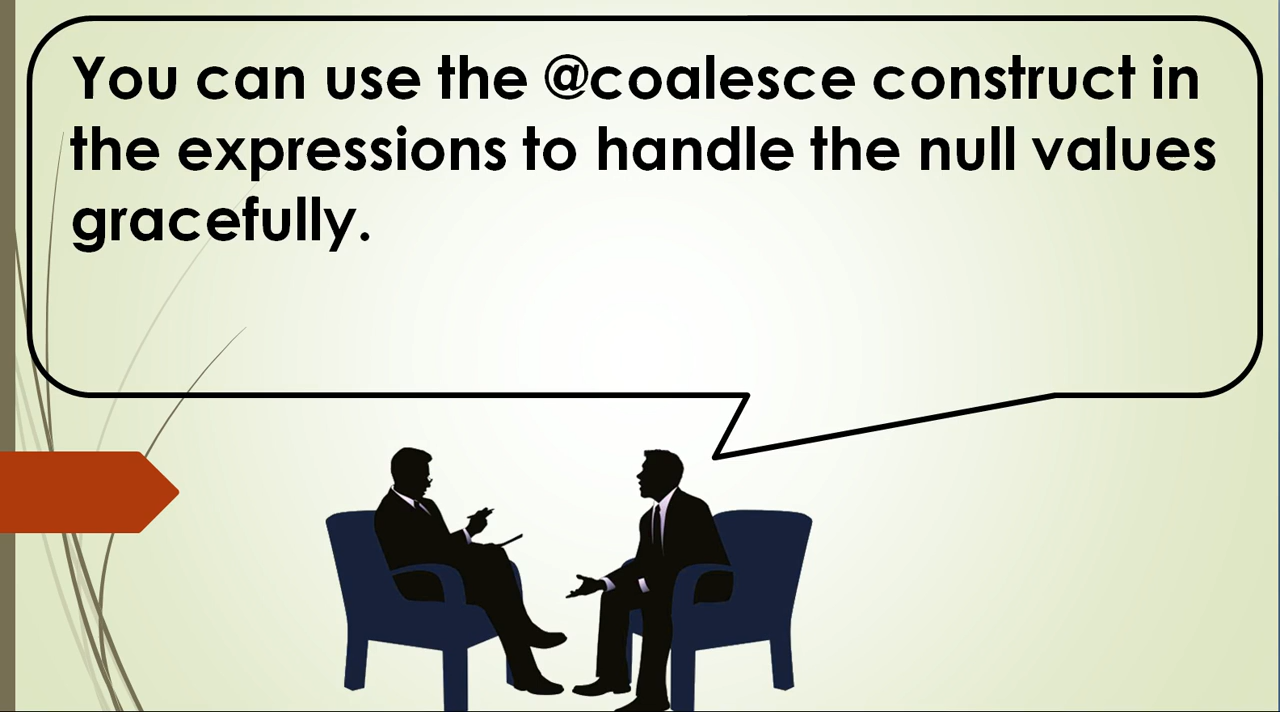 You can use the @coalesce construct in
the expressions to handle the null values
gracefully.